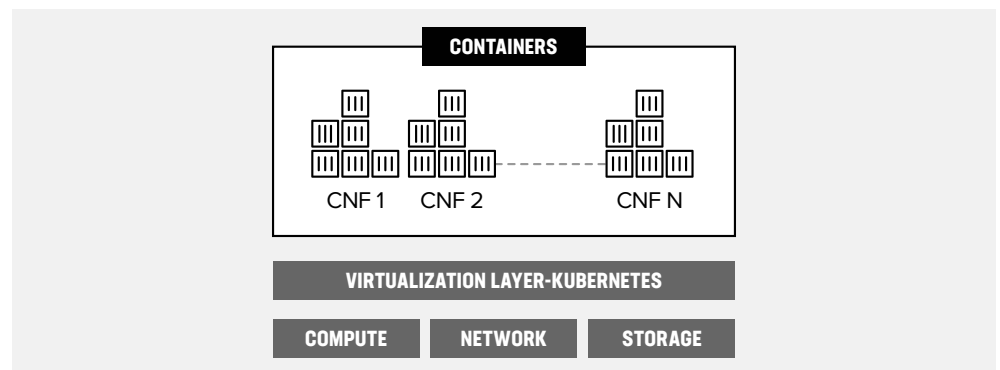 CONTAINERS
CNF 1 CNF 2 CNF N
VIRTUALIZATION LAYER-KUBERNETES
COMPUTE NETWORK STORAGE